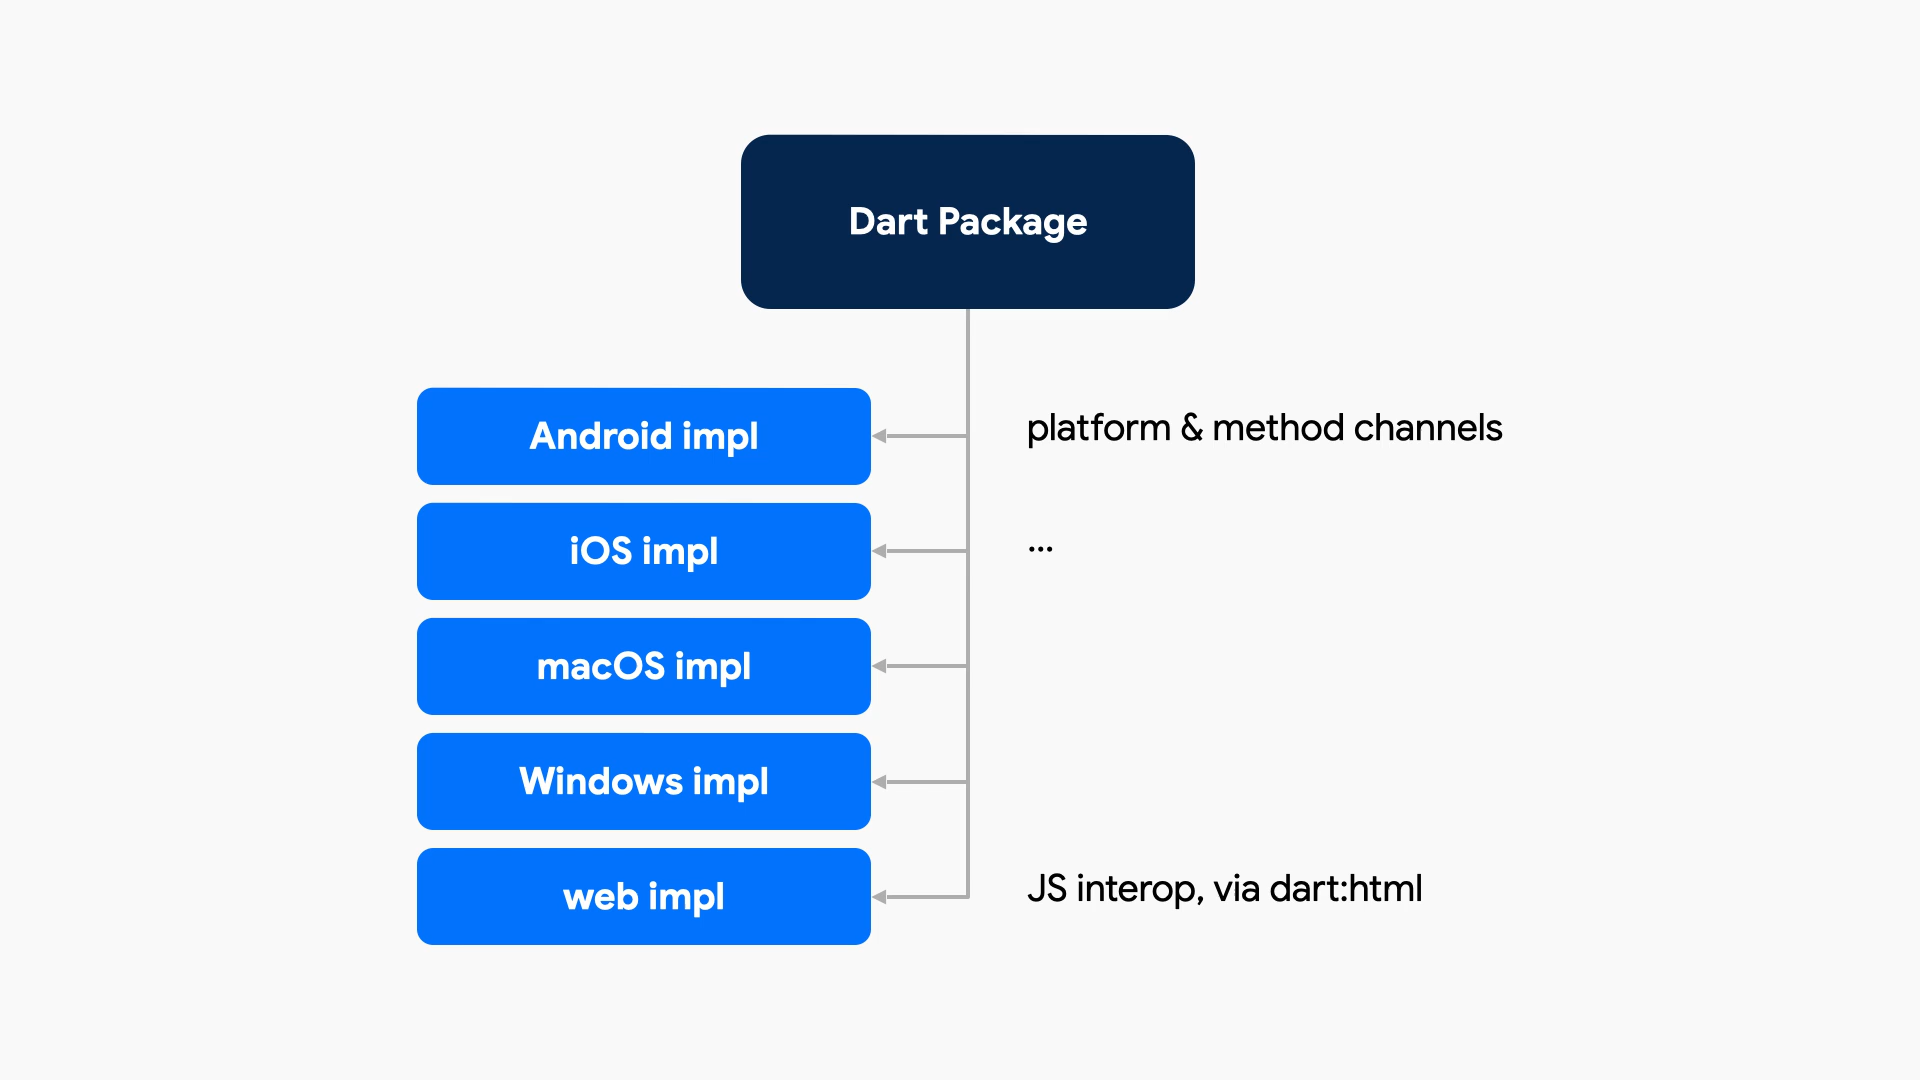 Dart Package
Android impl
platform & method channels
iOS impl
...
macOS impl
Windows impl
web impl
JS interop, via dart:html